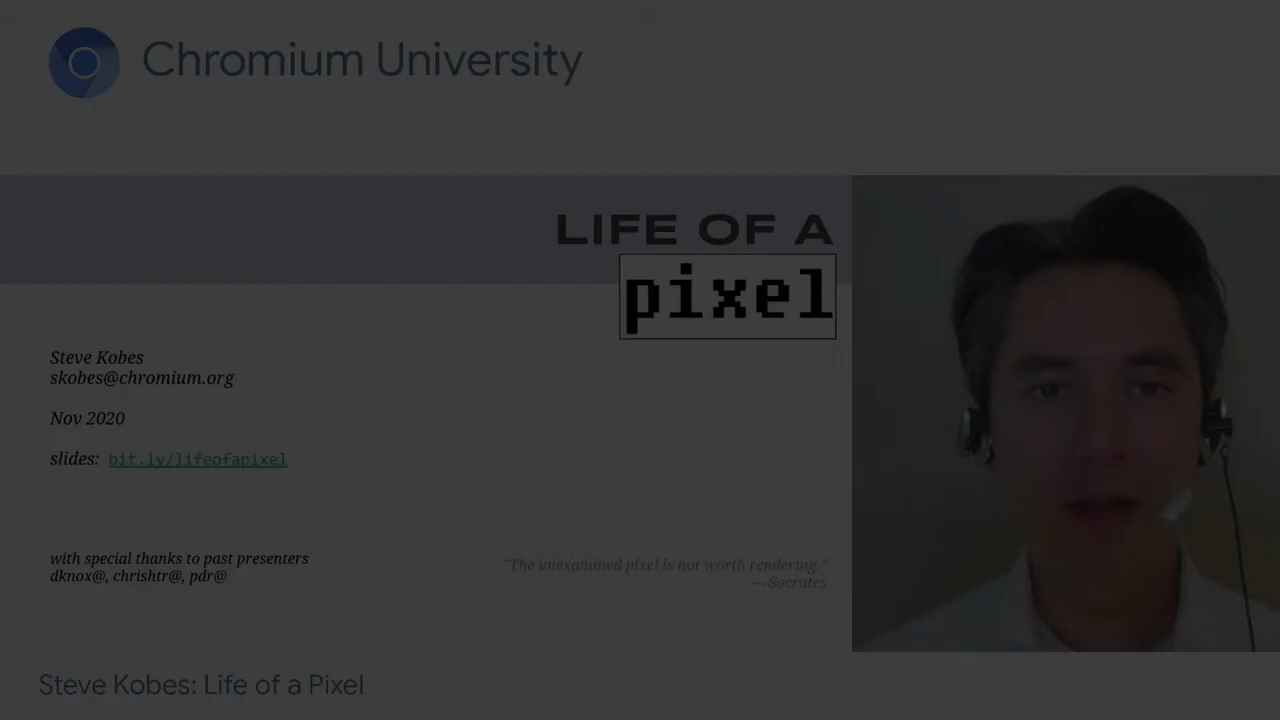 Chromium University
LIFE OF A
pixel
Steve Kobes
skobes@chromium.org
Nov 2020
slides: bit.ly/lifeofapixel
with special thanks to past presenters
dknox@, chrishtr@, pdr@
"The unexamined pixel is not worth rendering."
— Socrates
Steve Kobes: Life of a Pixel